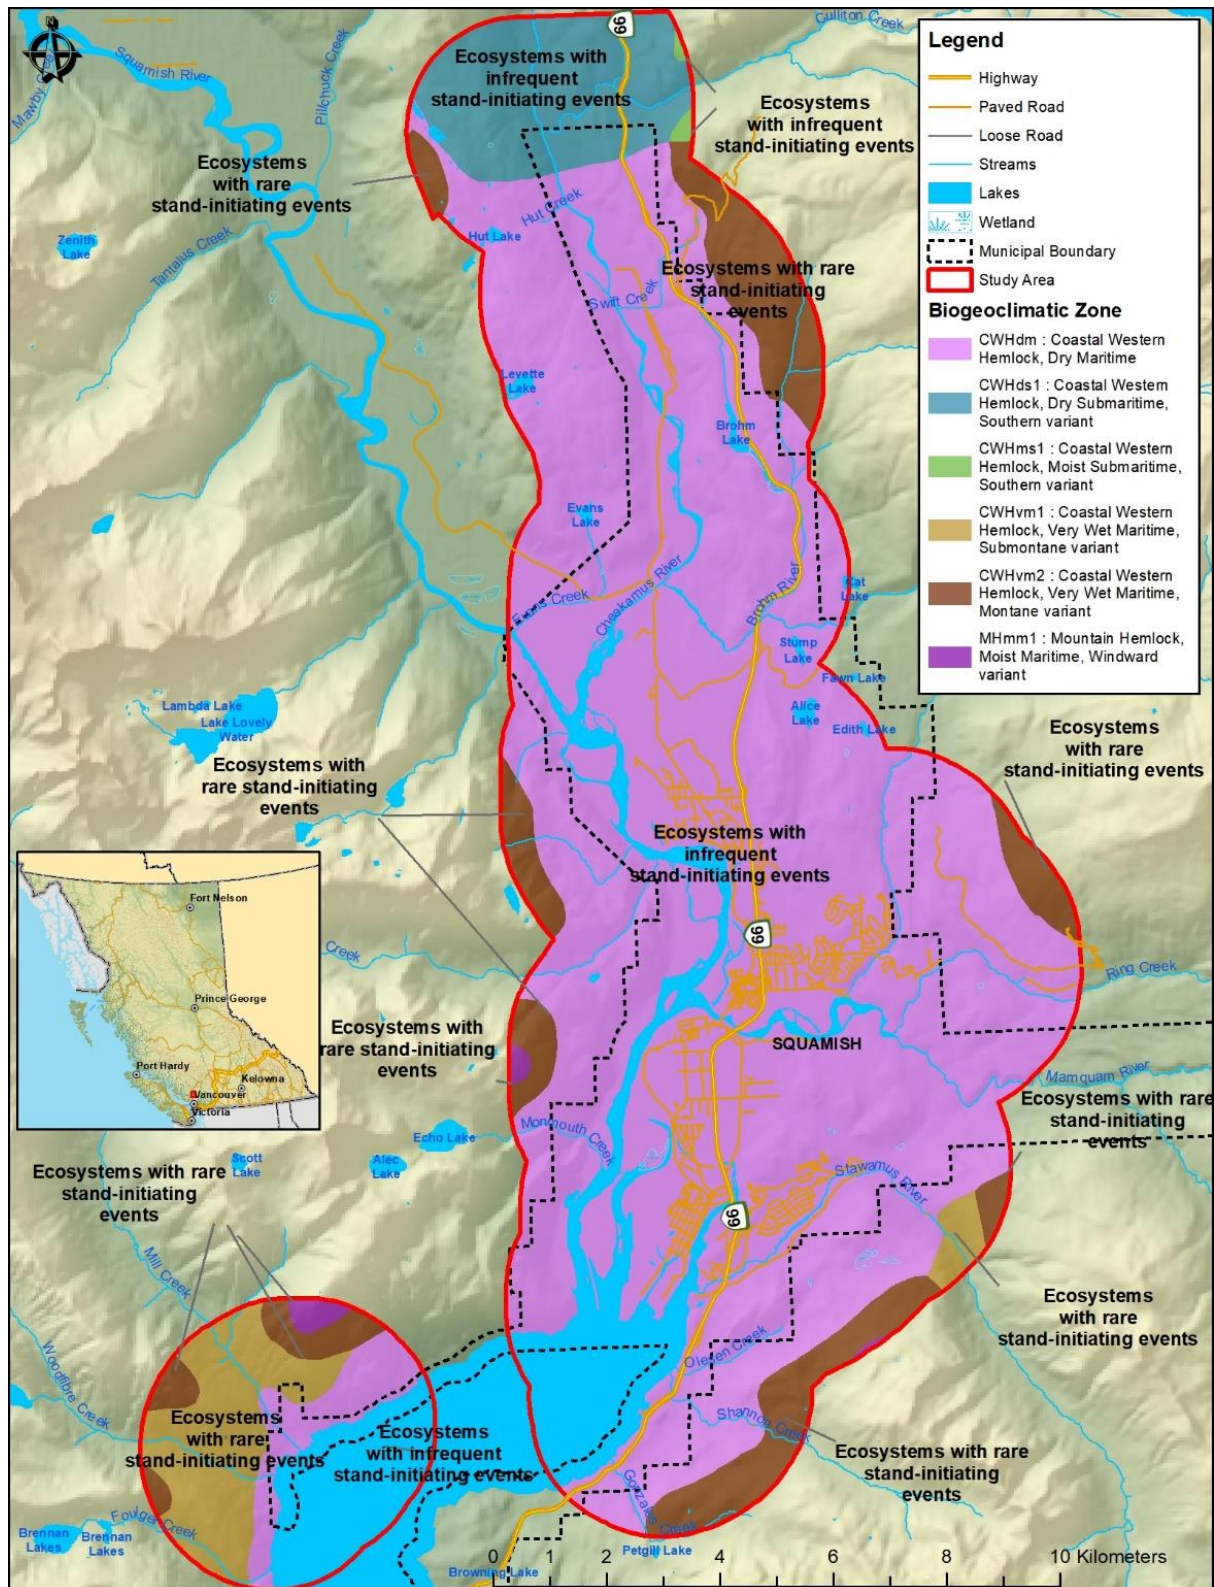 Culliton Creek
99
Squamish River
Pillchuck Creek
Mawby Creek
Ecosystems with
infrequent
stand-initiating events
Ecosystems
with infrequent
stand-initiating events
Ecosystems
with rare
stand-initiating events
Hut Creek
Hut Lake
Zenith
Lake
Tantalus Creek
Ecosystems with rare
stand-initiating
events
Swift Creek
Levette
Lake
Brohm
Lake
Evans
Lake
Evans Creek
Cheakamus River
Brohm River
Cat
Lake
Stump
Lake
Fawn Lake
Alice
Lake
Edith Lake
Lambda Lake
Lake Lovely
Water
Ecosystems with
rare stand-initiating
events
Ecosystems
with rare
stand-initiating events
Ecosystems with
infrequent
stand-initiating events
99
Creek
Ring Creek
Ecosystems with
rare stand-initiating
events
SQUAMISH
Mamquam River
Ecosystems with rare
stand-initiating
events
Echo Lake
Monmouth Creek
Alec
Lake
Scott
Lake
Ecosystems with rare
stand-initiating
events
Stawamus River
99
Mill Creek
Woodfibre Creek
Ecosystems
with rare
stand-initiating events
Olesen Creek
Shannon Creek
Ecosystems
with rare
stand-initiating events
Ecosystems
with infrequent
stand-initiating events
Ecosystems with rare
stand-initiating
events
Gonzales Creek
Foulger Creek
Brennan
Lakes
Brennan
Lakes
Petgill Lake
Browning Lake
0 1 2 4 6 8 10 Kilometers
Fort Nelson
Prince George
Port Hardy
Kelowna
Vancouver
Victoria
Legend
Highway
Paved Road
Loose Road
Streams
Lakes
Wetland
Municipal Boundary
Study Area
Biogeoclimatic Zone
CWHdm : Coastal Western
Hemlock, Dry Maritime
CWHds1 : Coastal Western
Hemlock, Dry Submaritime,
Southern variant
CWHms1 : Coastal Western
Hemlock, Moist Submaritime,
Southern variant
CWHvm1 : Coastal Western
Hemlock, Very Wet Maritime,
Submontane variant
CWHvm2 : Coastal Western
Hemlock, Very Wet Maritime,
Montane variant
MHmm1 : Mountain Hemlock,
Moist Maritime, Windward
variant